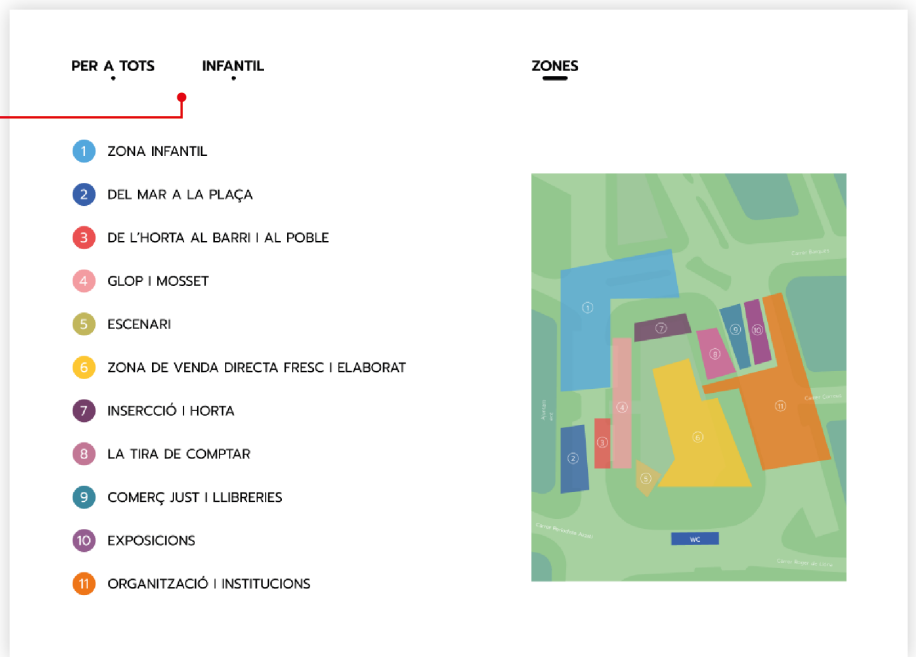 PER A TOTS INFANTIL ZONES
1 ZONA INFANTIL
2 DEL MAR A LA PLAÇA
3 DE L'HORTA AL BARRI I AL POBLE
4 GLOP I MOSSET
5 ESCENARI
6 ZONA DE VENDA DIRECTA FRESC I ELABORAT
7 INSERCCIÓ I HORTA
8 LA TIRA DE COMPTAR
9 COMERÇ JUST I LLIBRERIES
10 EXPOSICIONS
11 ORGANITZACIÓ I INSTITUCIONS
1
7
9
10
8
4
11
6
3
2
5
WC